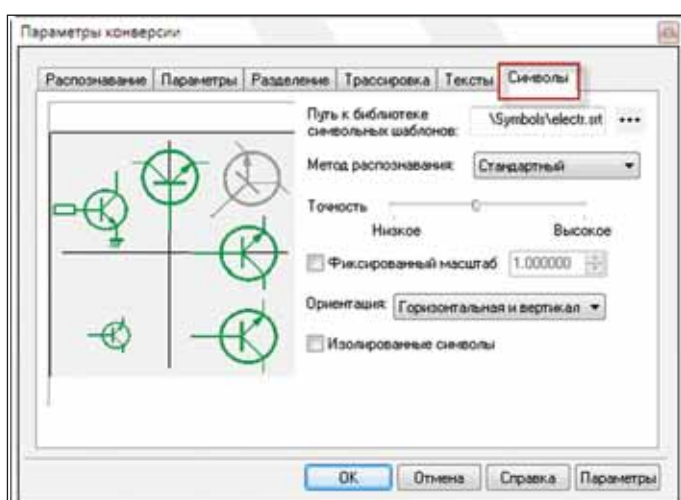 Параметры конверсии
Распознавание Параметры Разделение Трассировка Тексты Символы
Путь к библиотеке
символьных шаблонов:
\Symbols\electr.srt •••
Метод распознавания: Стандартный
Точность
Низкое Высокое
Фиксированный масштаб 1.000000
Ориентация: Горизонтальная и вертикал
Изолированные символы
OK Отмена Справка Параметры